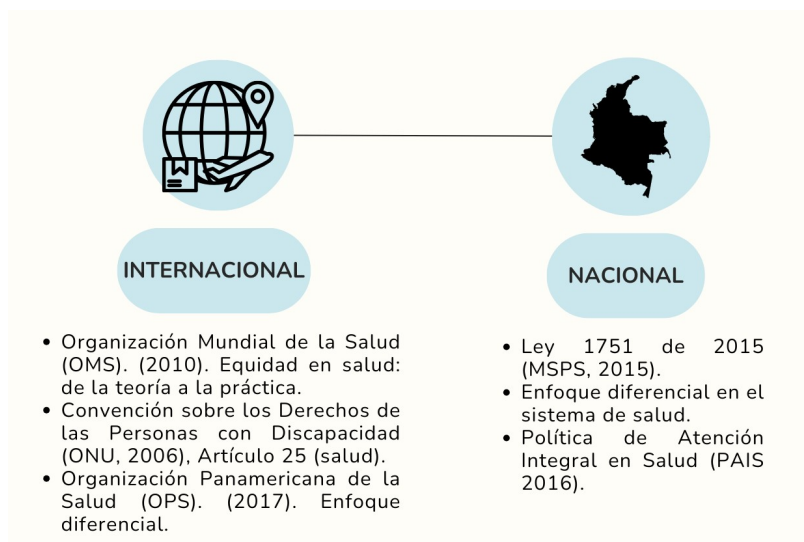 INTERNACIONAL
• Organización Mundial de la Salud
(OMS). (2010). Equidad en salud:
de la teoría a la práctica.
• Convención sobre los Derechos de
las Personas con Discapacidad
(ONU, 2006), Artículo 25 (salud).
• Organización Panamericana de la
Salud (OPS). (2017). Enfoque
diferencial.
NACIONAL
• Ley 1751 de 2015
(MSPS, 2015).
• Enfoque diferencial en el
sistema de salud.
• Política de Atención
Integral en Salud (PAIS
2016).